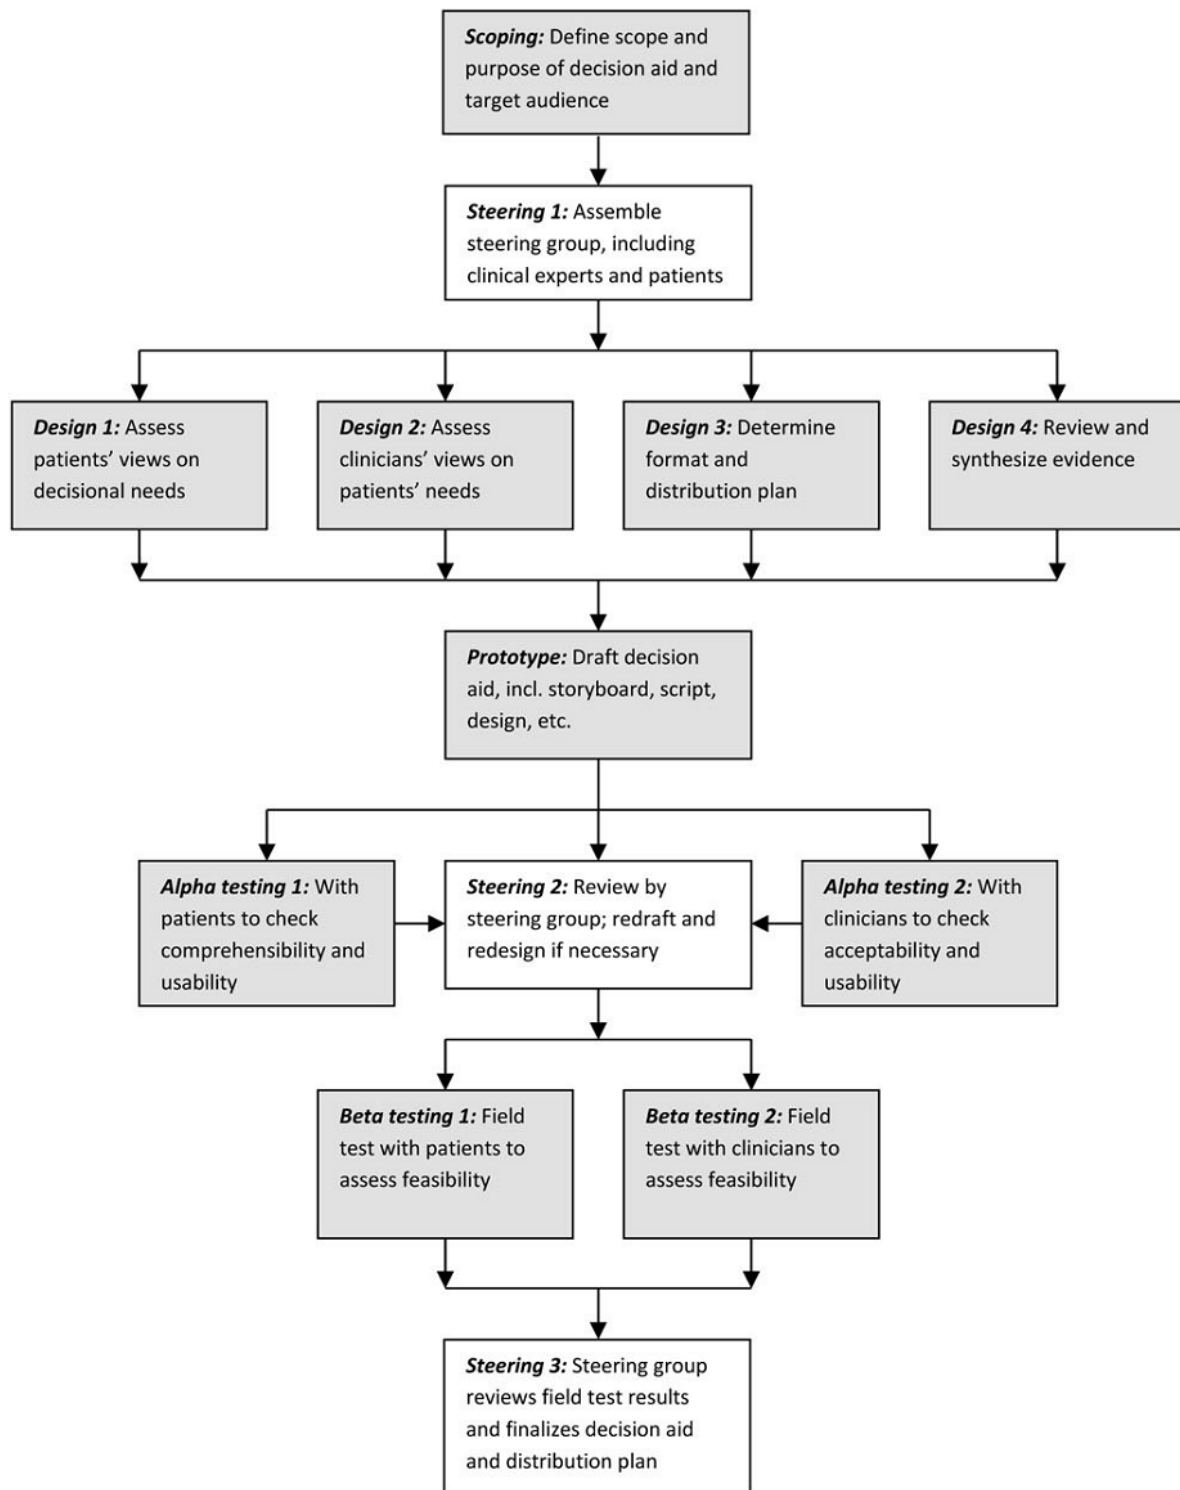 Scoping: Define scope and
purpose of decision aid and
target audience
Steering 1: Assemble
steering group, including
clinical experts and patients
Design 1: Assess
patients’ views on
decisional needs
Design 2: Assess
clinicians’ views on
patients’ needs
Design 3: Determine
format and
distribution plan
Design 4: Review and
synthesize evidence
Prototype: Draft decision
aid, incl. storyboard, script,
design, etc.
Alpha testing 1: With
patients to check
comprehensibility and
usability
Steering 2: Review by
steering group; redraft and
redesign if necessary
Alpha testing 2: With
clinicians to check
acceptability and
usability
Beta testing 1: Field
test with patients to
assess feasibility
Beta testing 2: Field
test with clinicians to
assess feasibility
Steering 3: Steering group
reviews field test results
and finalizes decision aid
and distribution plan